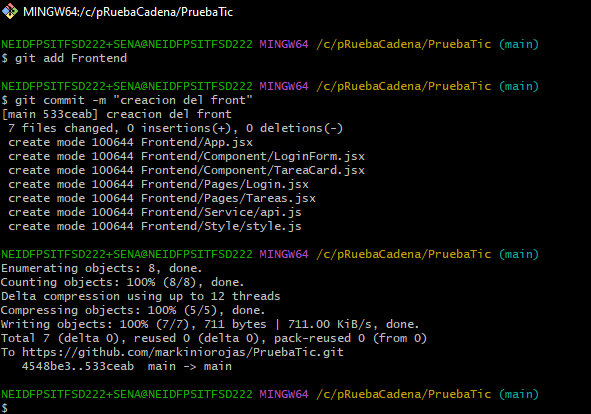 MINGW64:/c/pRuebaCadena/PruebaTic
NEIDFPSITFSD222+SENA@NEIDFPSITFSD222 MINGW64 /c/pRuebaCadena/PruebaTic (main)
$ git add Frontend
NEIDFPSITFSD222+SENA@NEIDFPSITFSD222 MINGW64 /c/pRuebaCadena/PruebaTic (main)
$ git commit -m "creacion del front"
[main 533ceab] creacion del front
 7 files changed, 0 insertions(+), 0 deletions(-)
 create mode 100644 Frontend/App.jsx
 create mode 100644 Frontend/Component/LoginForm.jsx
 create mode 100644 Frontend/Component/TareaCard.jsx
 create mode 100644 Frontend/Pages/Login.jsx
 create mode 100644 Frontend/Pages/Tareas.jsx
 create mode 100644 Frontend/Service/api.js
 create mode 100644 Frontend/Style/style.js
NEIDFPSITFSD222+SENA@NEIDFPSITFSD222 MINGW64 /c/pRuebaCadena/PruebaTic (main)
Enumerating objects: 8, done.
Counting objects: 100% (8/8), done.
Delta compression using up to 12 threads
Compressing objects: 100% (5/5), done.
Writing objects: 100% (7/7), 711 bytes | 711.00 KiB/s, done.
Total 7 (delta 0), reused 0 (delta 0), pack-reused 0 (from 0)
To https://github.com/markiniorojas/PruebaTic.git
   4548be3..533ceab  main -> main
NEIDFPSITFSD222+SENA@NEIDFPSITFSD222 MINGW64 /c/pRuebaCadena/PruebaTic (main)
$